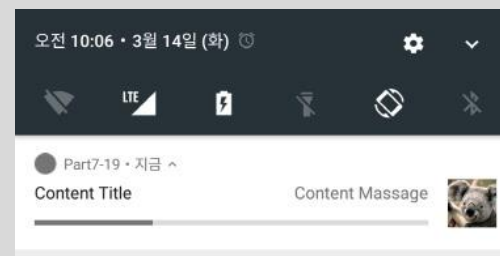 오전 10:06 • 3월 14일 (화)
LTE
Part7-19 • 지금
Content Title Content Massage